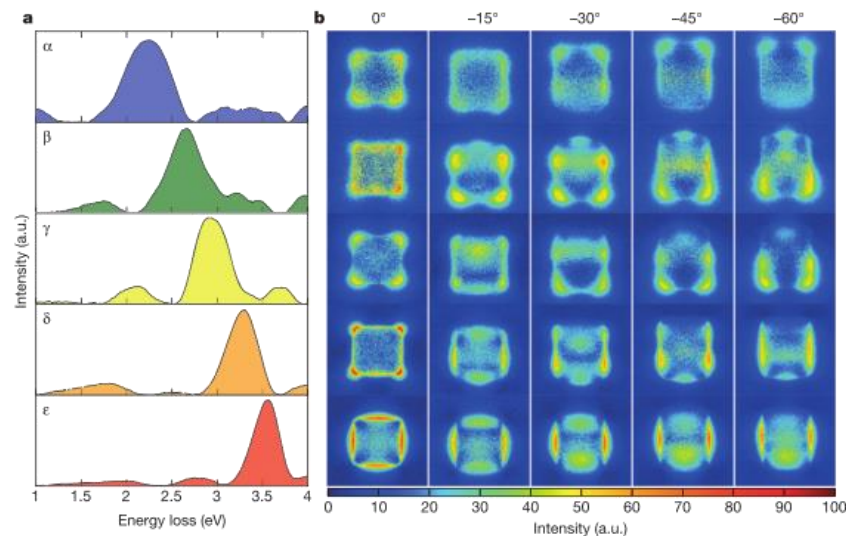 a
α
β
γ
δ
ε
Intensity (a.u.)
1 1.5 2 2.5 3 3.5 4
Energy loss (eV)
b
0° –15° –30° –45° –60°
0 10 20 30 40 50 60 70 80 90 100
Intensity (a.u.)